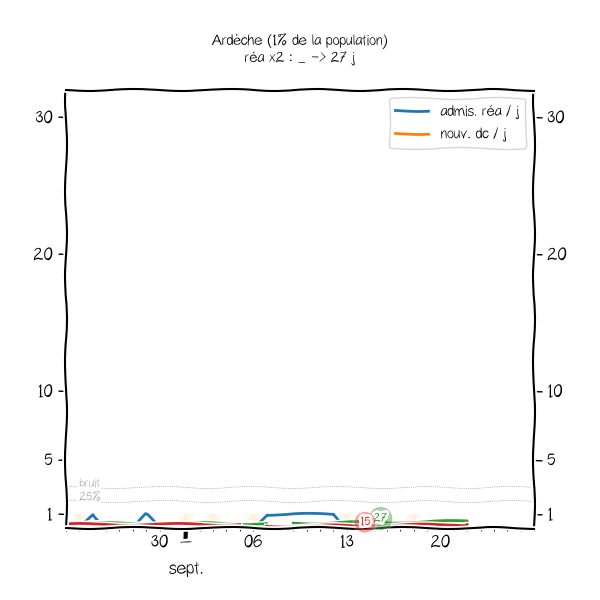 Ardèche (1% de la population)
réa x2 : _ -> 27 j
admis. réa / j
nouv. dc / j
30 30
20 20
10 10
5 5
bruit
25%
1 1
15 27
30 1 06 13 20
sept.